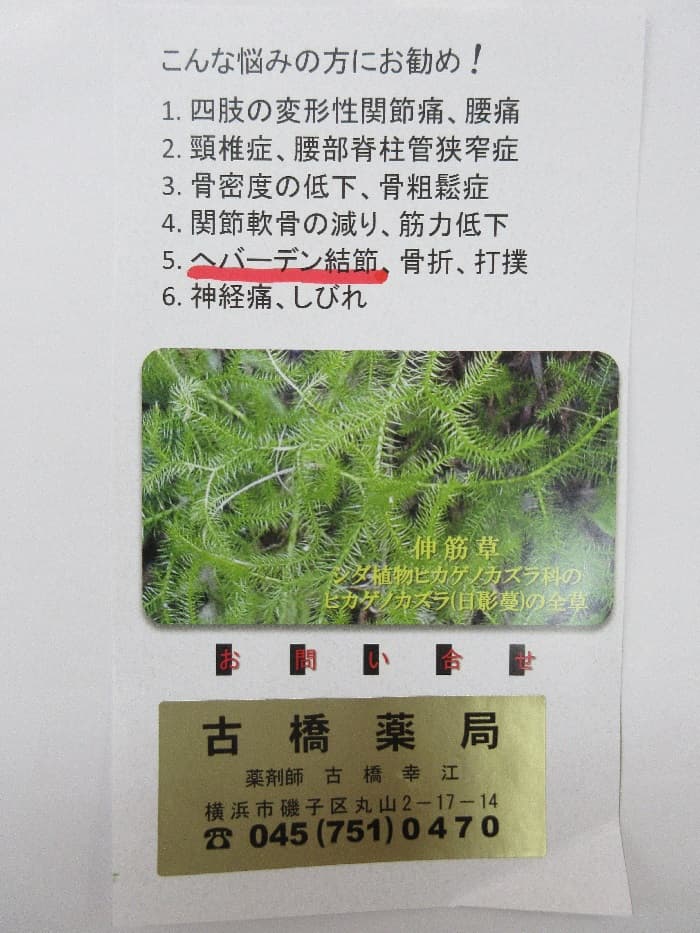 こんな悩みの方にお勧め！
1. 四肢の変形性関節痛、腰痛
2. 頸椎症、腰部脊柱管狭窄症
3. 骨密度の低下、骨粗鬆症
4. 関節軟骨の減り、筋力低下
5. ヘバーデン結節、骨折、打撲
6. 神経痛、しびれ
伸筋草
シダ植物ヒカゲノカズラ科の
ヒカゲノカズラ(日影蔓)の全草
お問い合せ
古橋薬局
薬剤師 古橋幸江
横浜市磯子区丸山2-17-14
☎ 045(751)0470